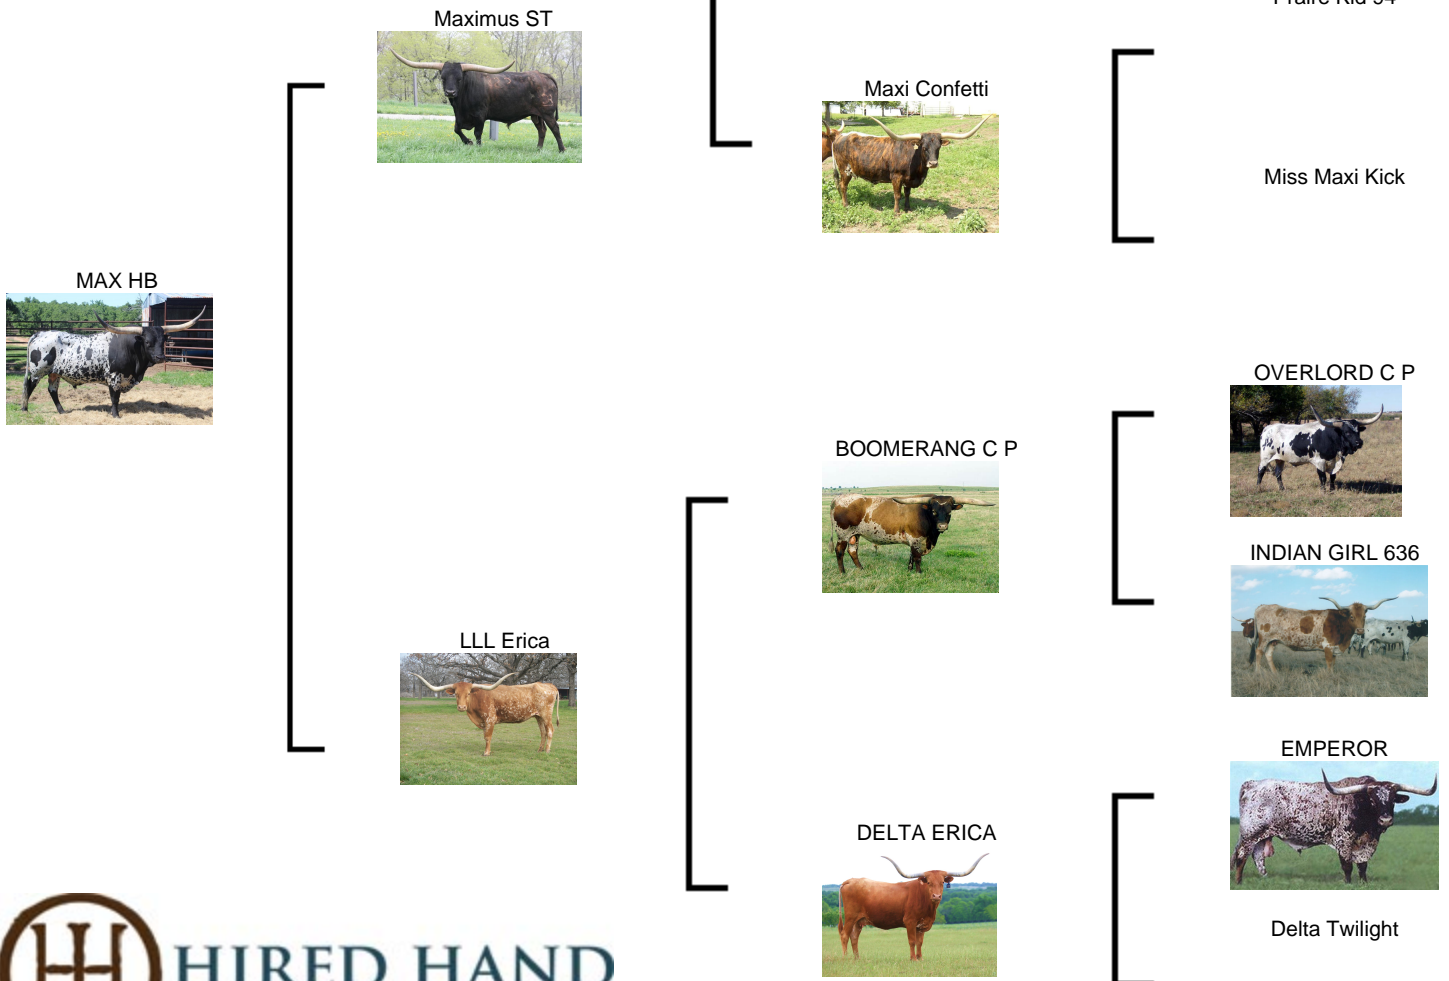 Maximus ST
Maxi Confetti
Miss Maxi Kick
MAX HB
OVERLORD C P
BOOMERANG C P
INDIAN GIRL 636
LLL Erica
EMPEROR
DELTA ERICA
Delta Twilight
HIRED HAND